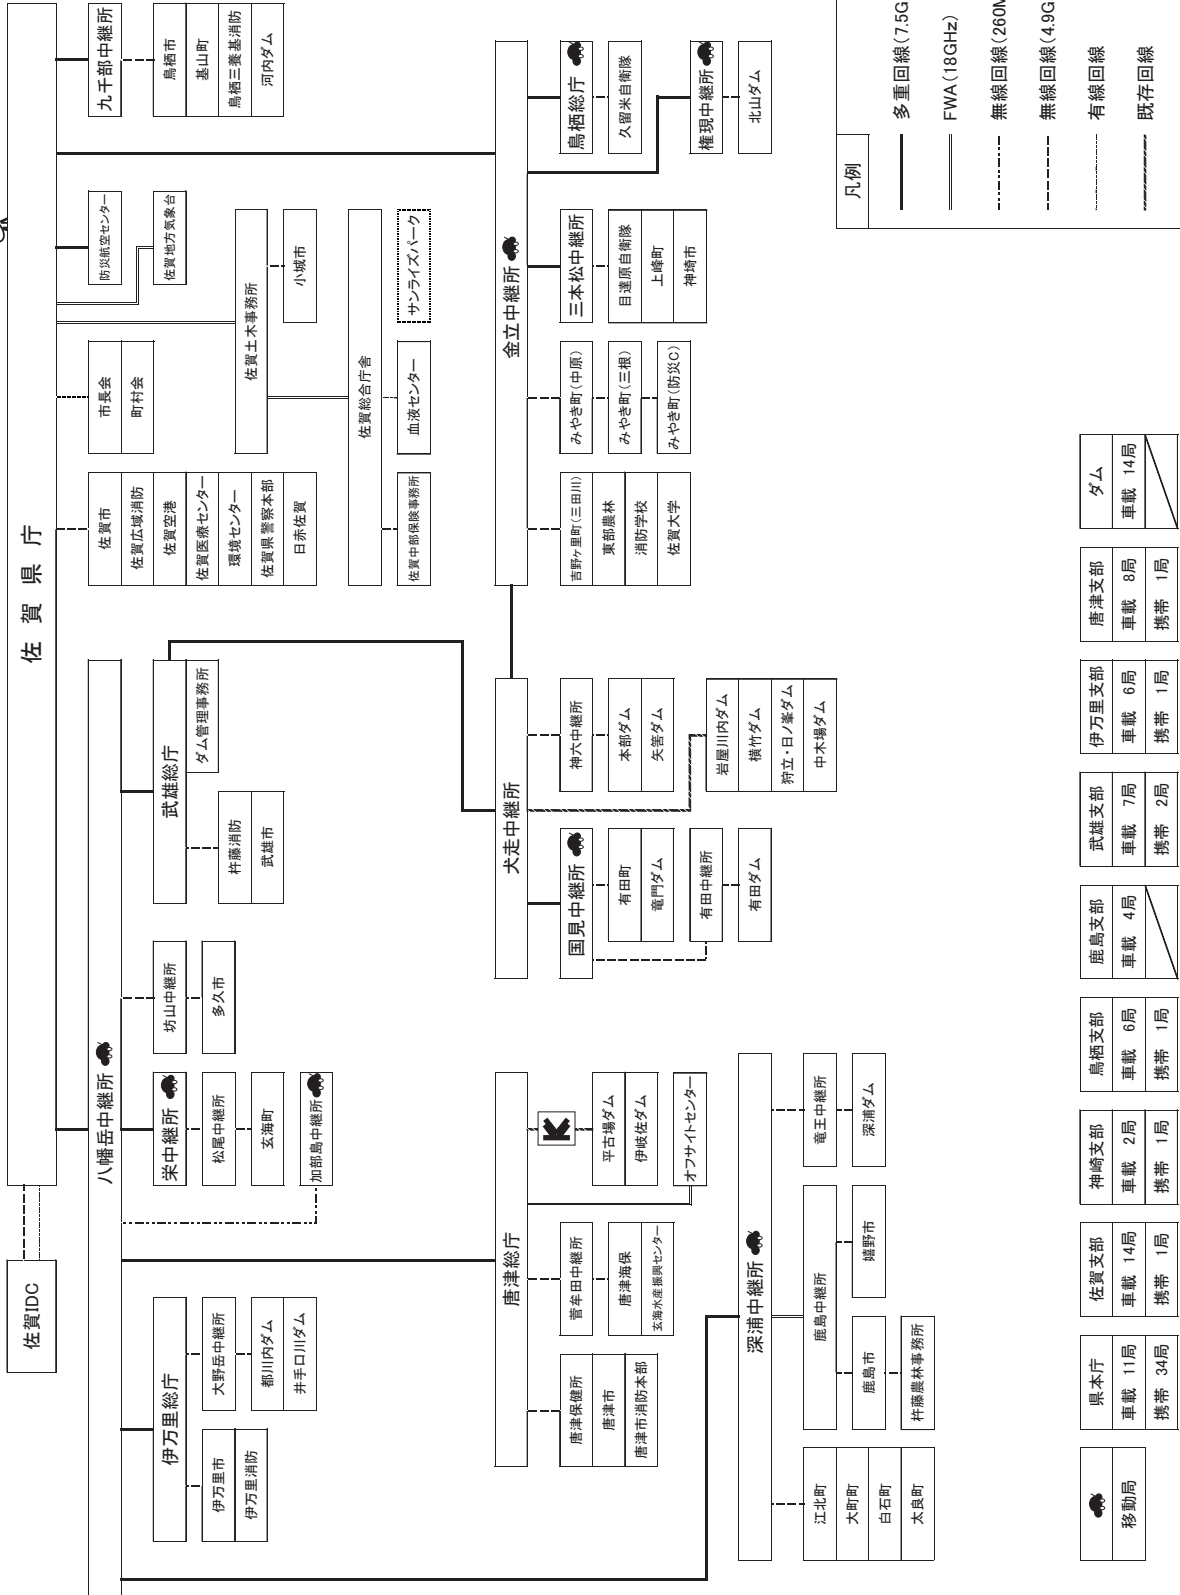 佐賀IDC
佐賀県庁
八幡岳中継所
伊万里総庁
伊万里市
伊万里消防
大野岳中継所
都川内ダム
井手口川ダム
栄中継所
松尾中継所
玄海町
加部島中継所
坊山中継所
多久市
武雄総庁
ダム管理事務所
杵藤消防
武雄市
佐賀市
佐賀広域消防
佐賀空港
佐賀医療センター
環境センター
佐賀県警察本部
日赤佐賀
市長会
町村会
防災航空センター
佐賀地方気象台
佐賀土木事務所
小城市
佐賀総合庁舎
佐賀中部保険事務所
血液センター
サンライズパーク
九千部中継所
鳥栖市
基山町
鳥栖三養基消防
河内ダム
唐津総庁
唐津保健所
唐津市
唐津市消防本部
菅牟田中継所
唐津海保
玄海水産振興センター
K
平古場ダム
伊岐佐ダム
オフサイトセンター
犬走中継所
国見中継所
有田町
竜門ダム
有田中継所
有田ダム
神六中継所
本部ダム
矢筈ダム
岩屋川内ダム
横竹ダム
狩立・日ノ峯ダム
中木場ダム
金立中継所
吉野ヶ里町(三田川)
東部農林
消防学校
佐賀大学
みやき町(中原)
みやき町(三根)
みやき町(防災C)
三本松中継所
目達原自衛隊
上峰町
神埼市
鳥栖総庁
久留米自衛隊
権現中継所
北山ダム
深浦中継所
江北町
大町町
白石町
太良町
鹿島中継所
鹿島市
杵藤農林事務所
嬉野市
竜王中継所
深浦ダム
凡例
多重回線(7.5G
FWA(18GHz)
無線回線(260M
無線回線(4.9G
有線回線
既存回線
移動局
県本庁
車載 11局
携帯 34局
佐賀支部
車載 14局
携帯 1局
神崎支部
車載 2局
携帯 1局
鳥栖支部
車載 6局
携帯 1局
鹿島支部
車載 4局
武雄支部
車載 7局
携帯 2局
伊万里支部
車載 6局
携帯 1局
唐津支部
車載 8局
携帯 1局
ダム
車載 14局